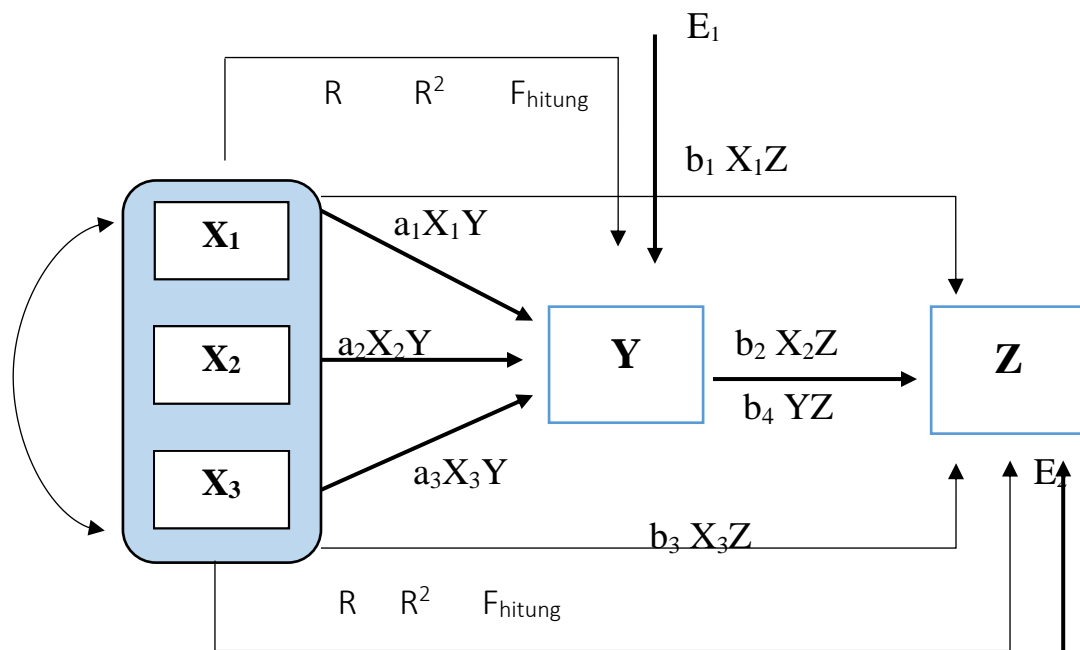 E₁
R R² Fhitung
b₁ X₁Z
X₁
a₁X₁Y
X₂
a₂X₂Y
Y
b₂ X₂Z
Z
b₄ YZ
X₃
a₃X₃Y
E₂
b₃ X₃Z
R R² Fhitung